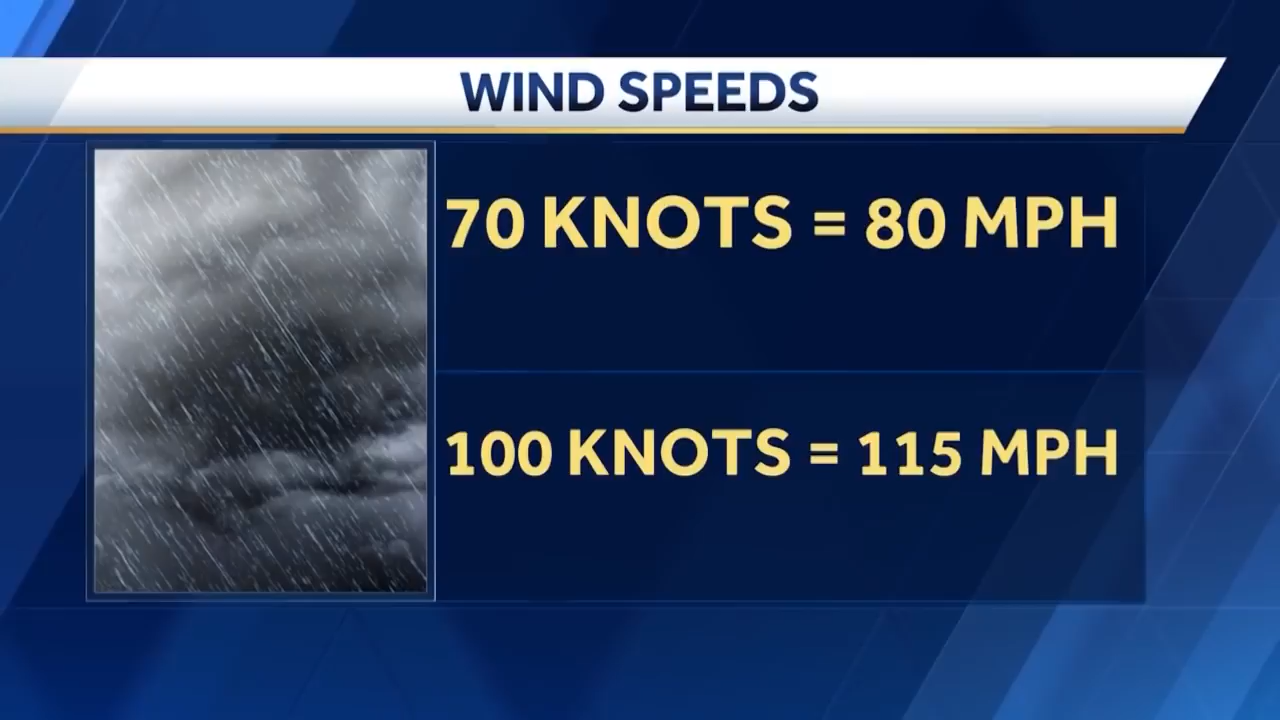 WIND SPEEDS
70 KNOTS = 80 MPH
100 KNOTS = 115 MPH